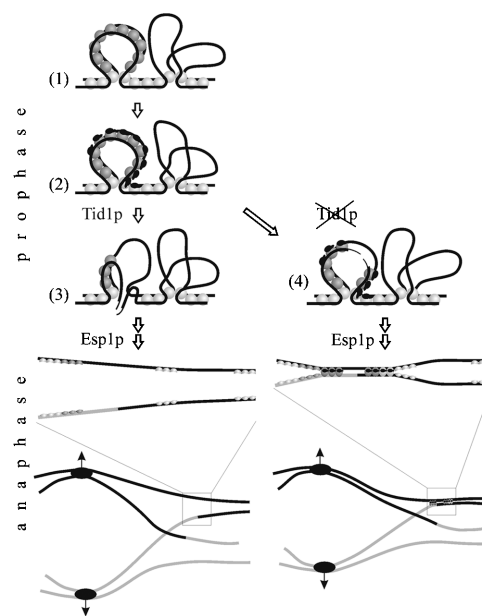 prophase
(1)
(2)
Tid1p
Tid1p
(3)
(4)
Esp1p
Esp1p
anaphase